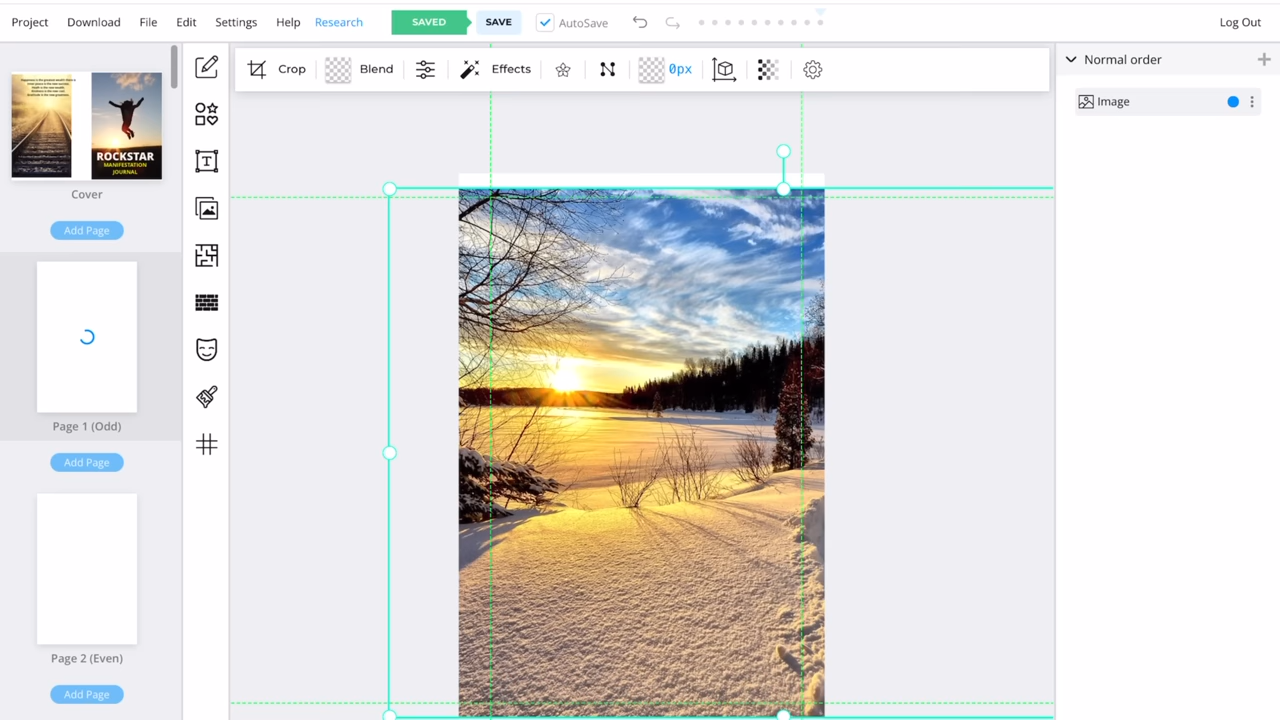 Project Download File Edit Settings Help Research SAVED SAVE AutoSave Log Out
Crop Blend Effects 0px
Normal order
Image
ROCKSTAR
MANIFESTATION
JOURNAL
Cover
Add Page
Page 1 (Odd)
Add Page
Page 2 (Even)
Add Page